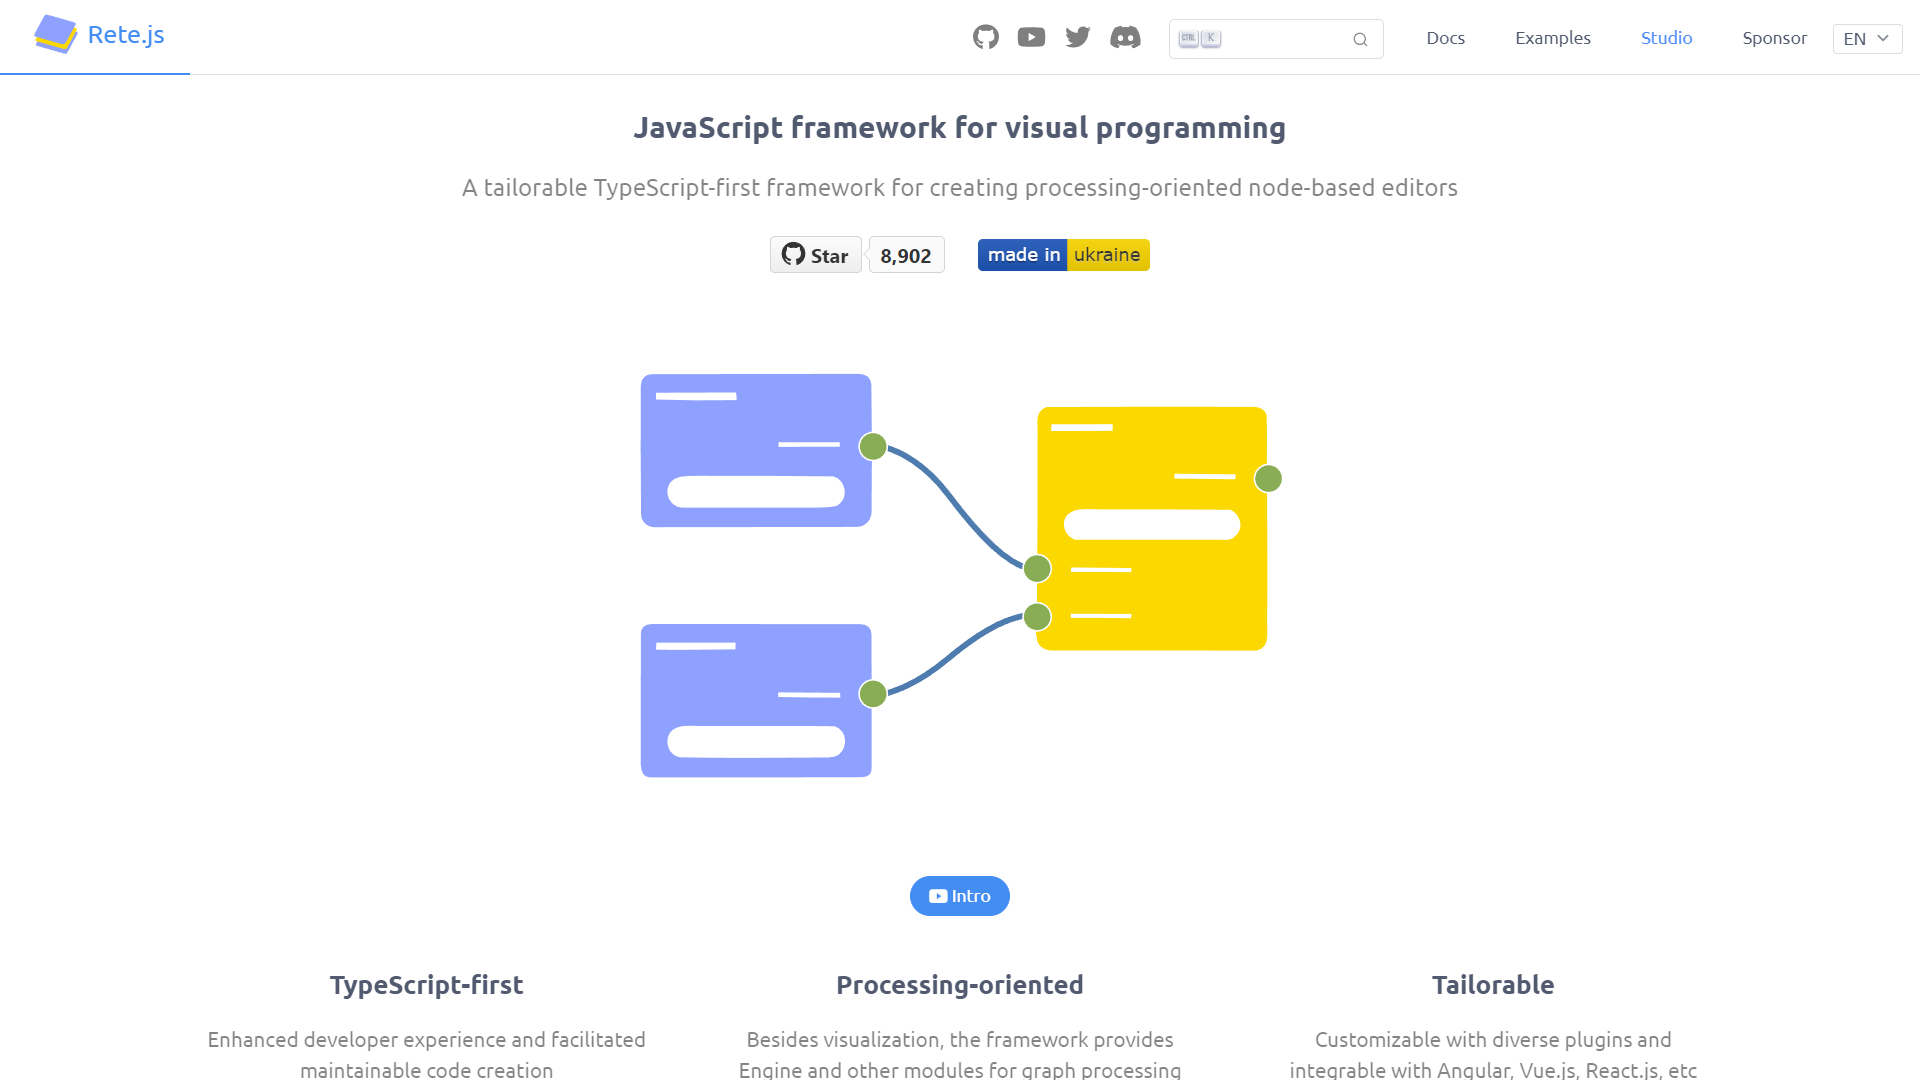 Rete.js
CTRL K
Docs
Examples
Studio
Sponsor
EN
JavaScript framework for visual programming
A tailorable TypeScript-first framework for creating processing-oriented node-based editors
Star
8,902
made in ukraine
Intro
TypeScript-first
Enhanced developer experience and facilitated
maintainable code creation
Processing-oriented
Besides visualization, the framework provides
Engine and other modules for graph processing
Tailorable
Customizable with diverse plugins and
integrable with Angular, Vue.js, React.js, etc